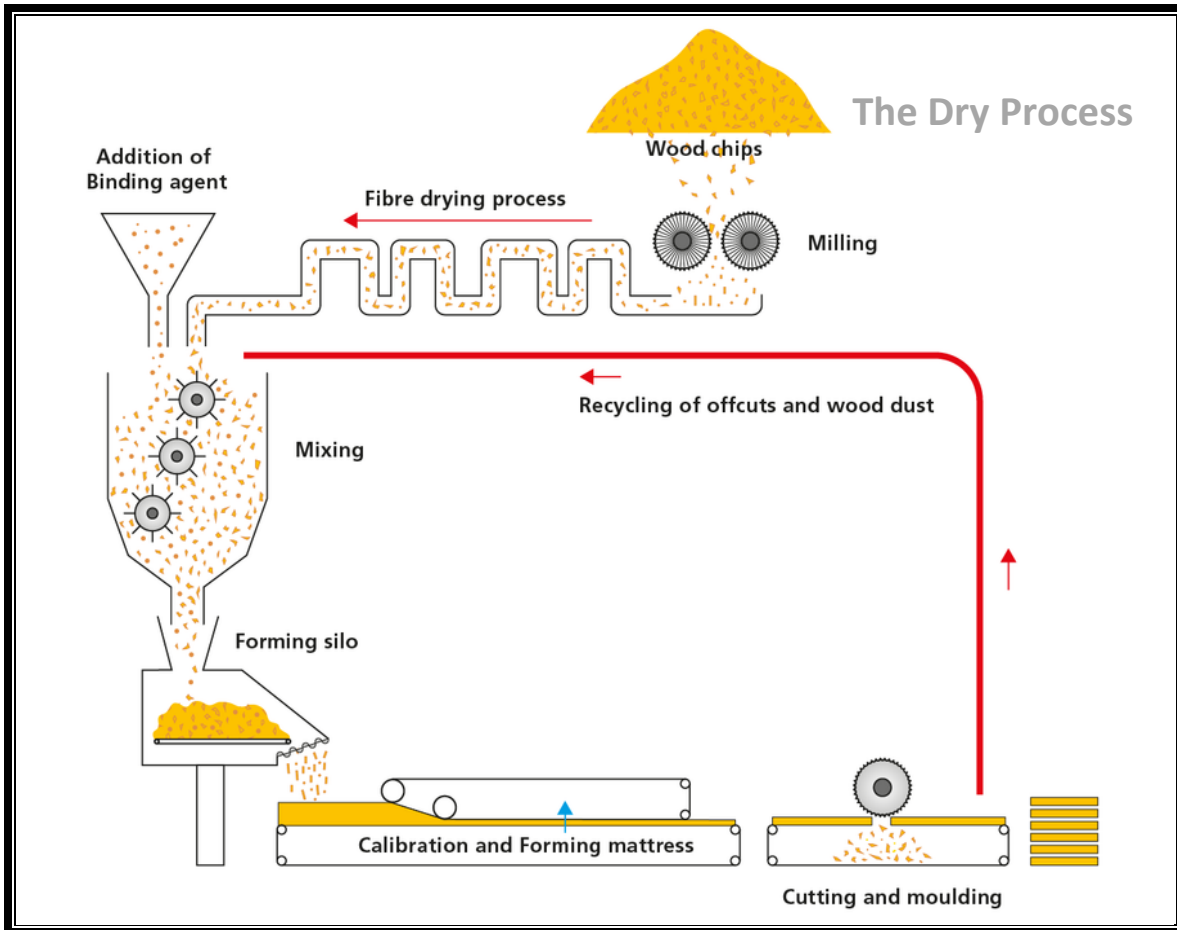 The Dry Process
Wood chips
Addition of
Binding agent
Fibre drying process
Milling
Recycling of offcuts and wood dust
Mixing
Forming silo
Calibration and Forming mattress
Cutting and moulding